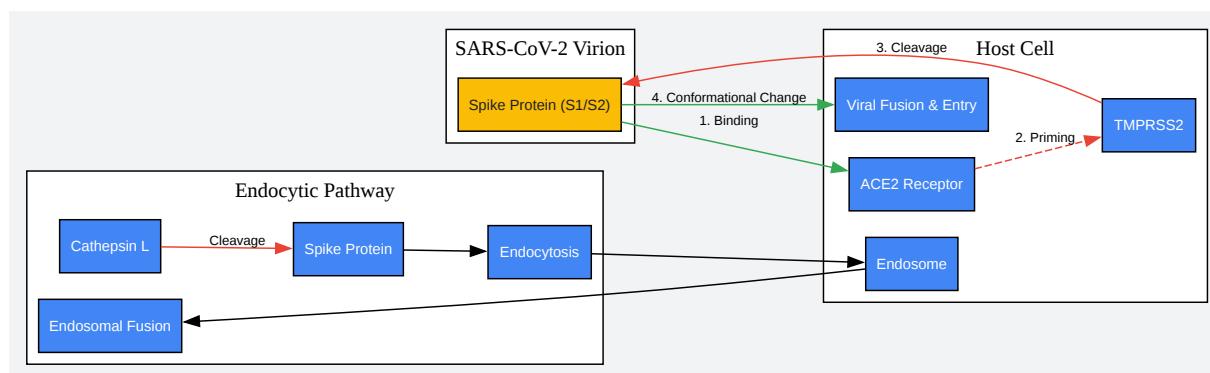 SARS-CoV-2 Virion
Spike Protein (S1/S2)
Host Cell
3. Cleavage
4. Conformational Change
Viral Fusion & Entry
TMPRSS2
1. Binding
2. Priming
ACE2 Receptor
Endosome
Endocytic Pathway
Cathepsin L
Cleavage
Spike Protein
Endocytosis
Endosomal Fusion